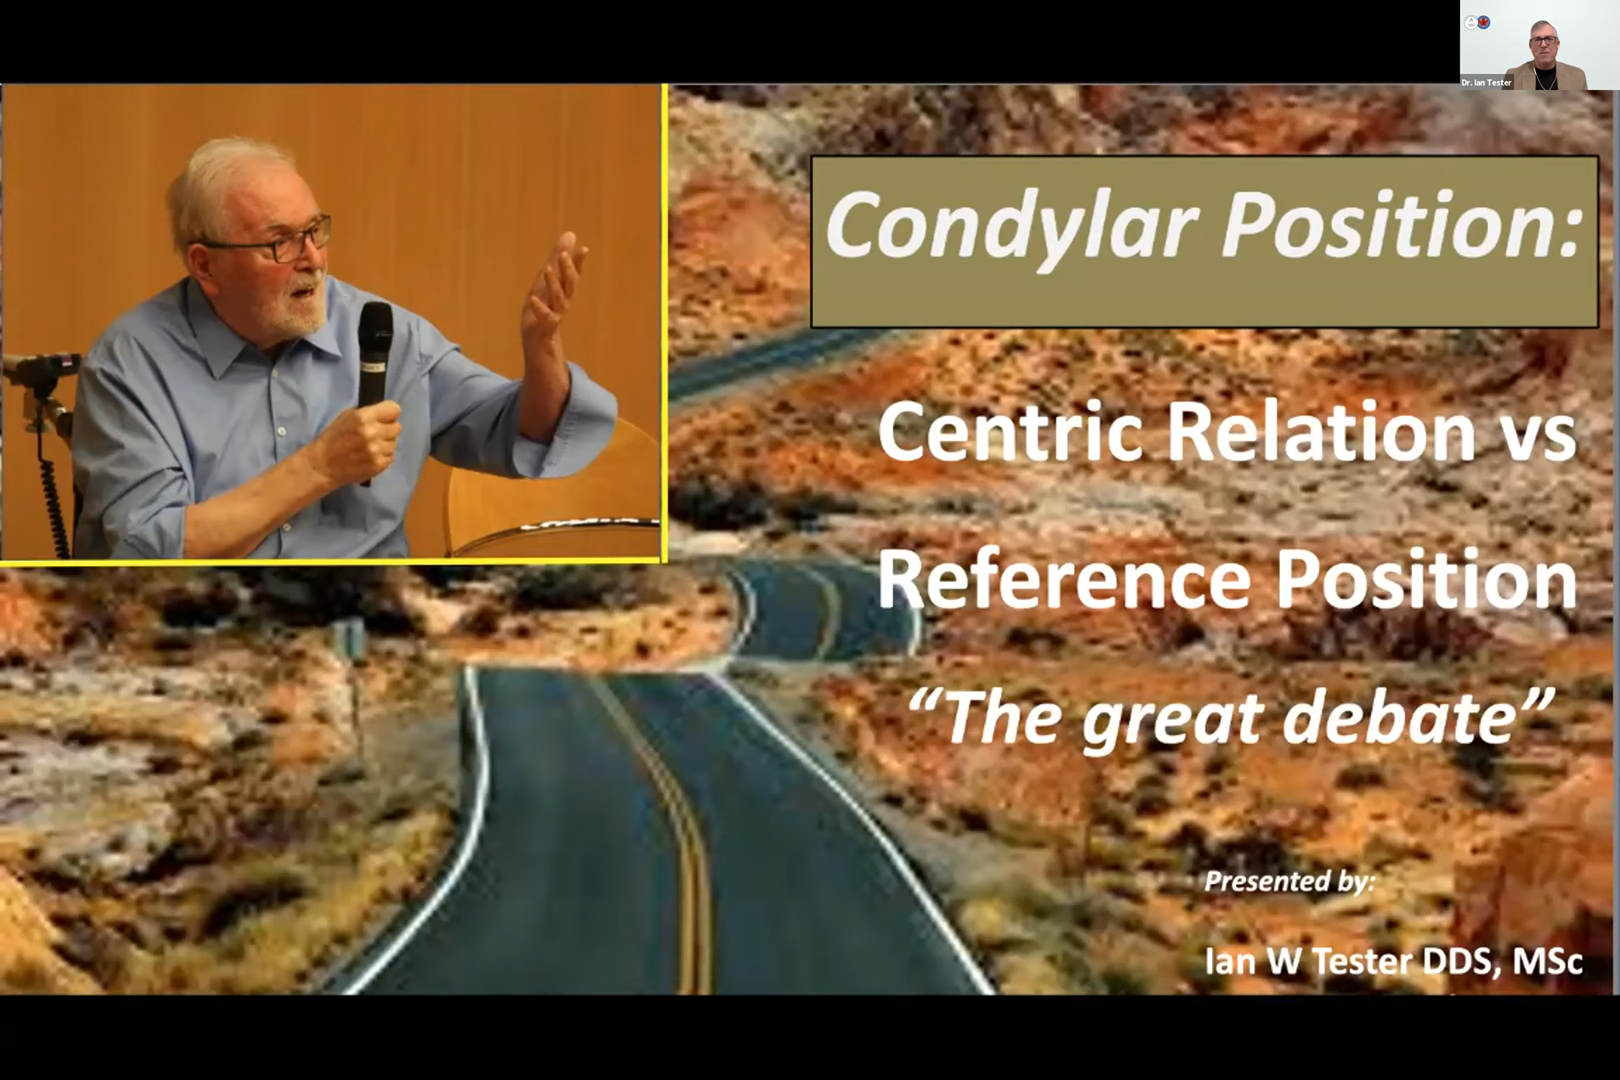 Dr. Ian Tester
Condylar Position:
Centric Relation vs
Reference Position
“The great debate”
Presented by:
Ian W Tester DDS, MSc